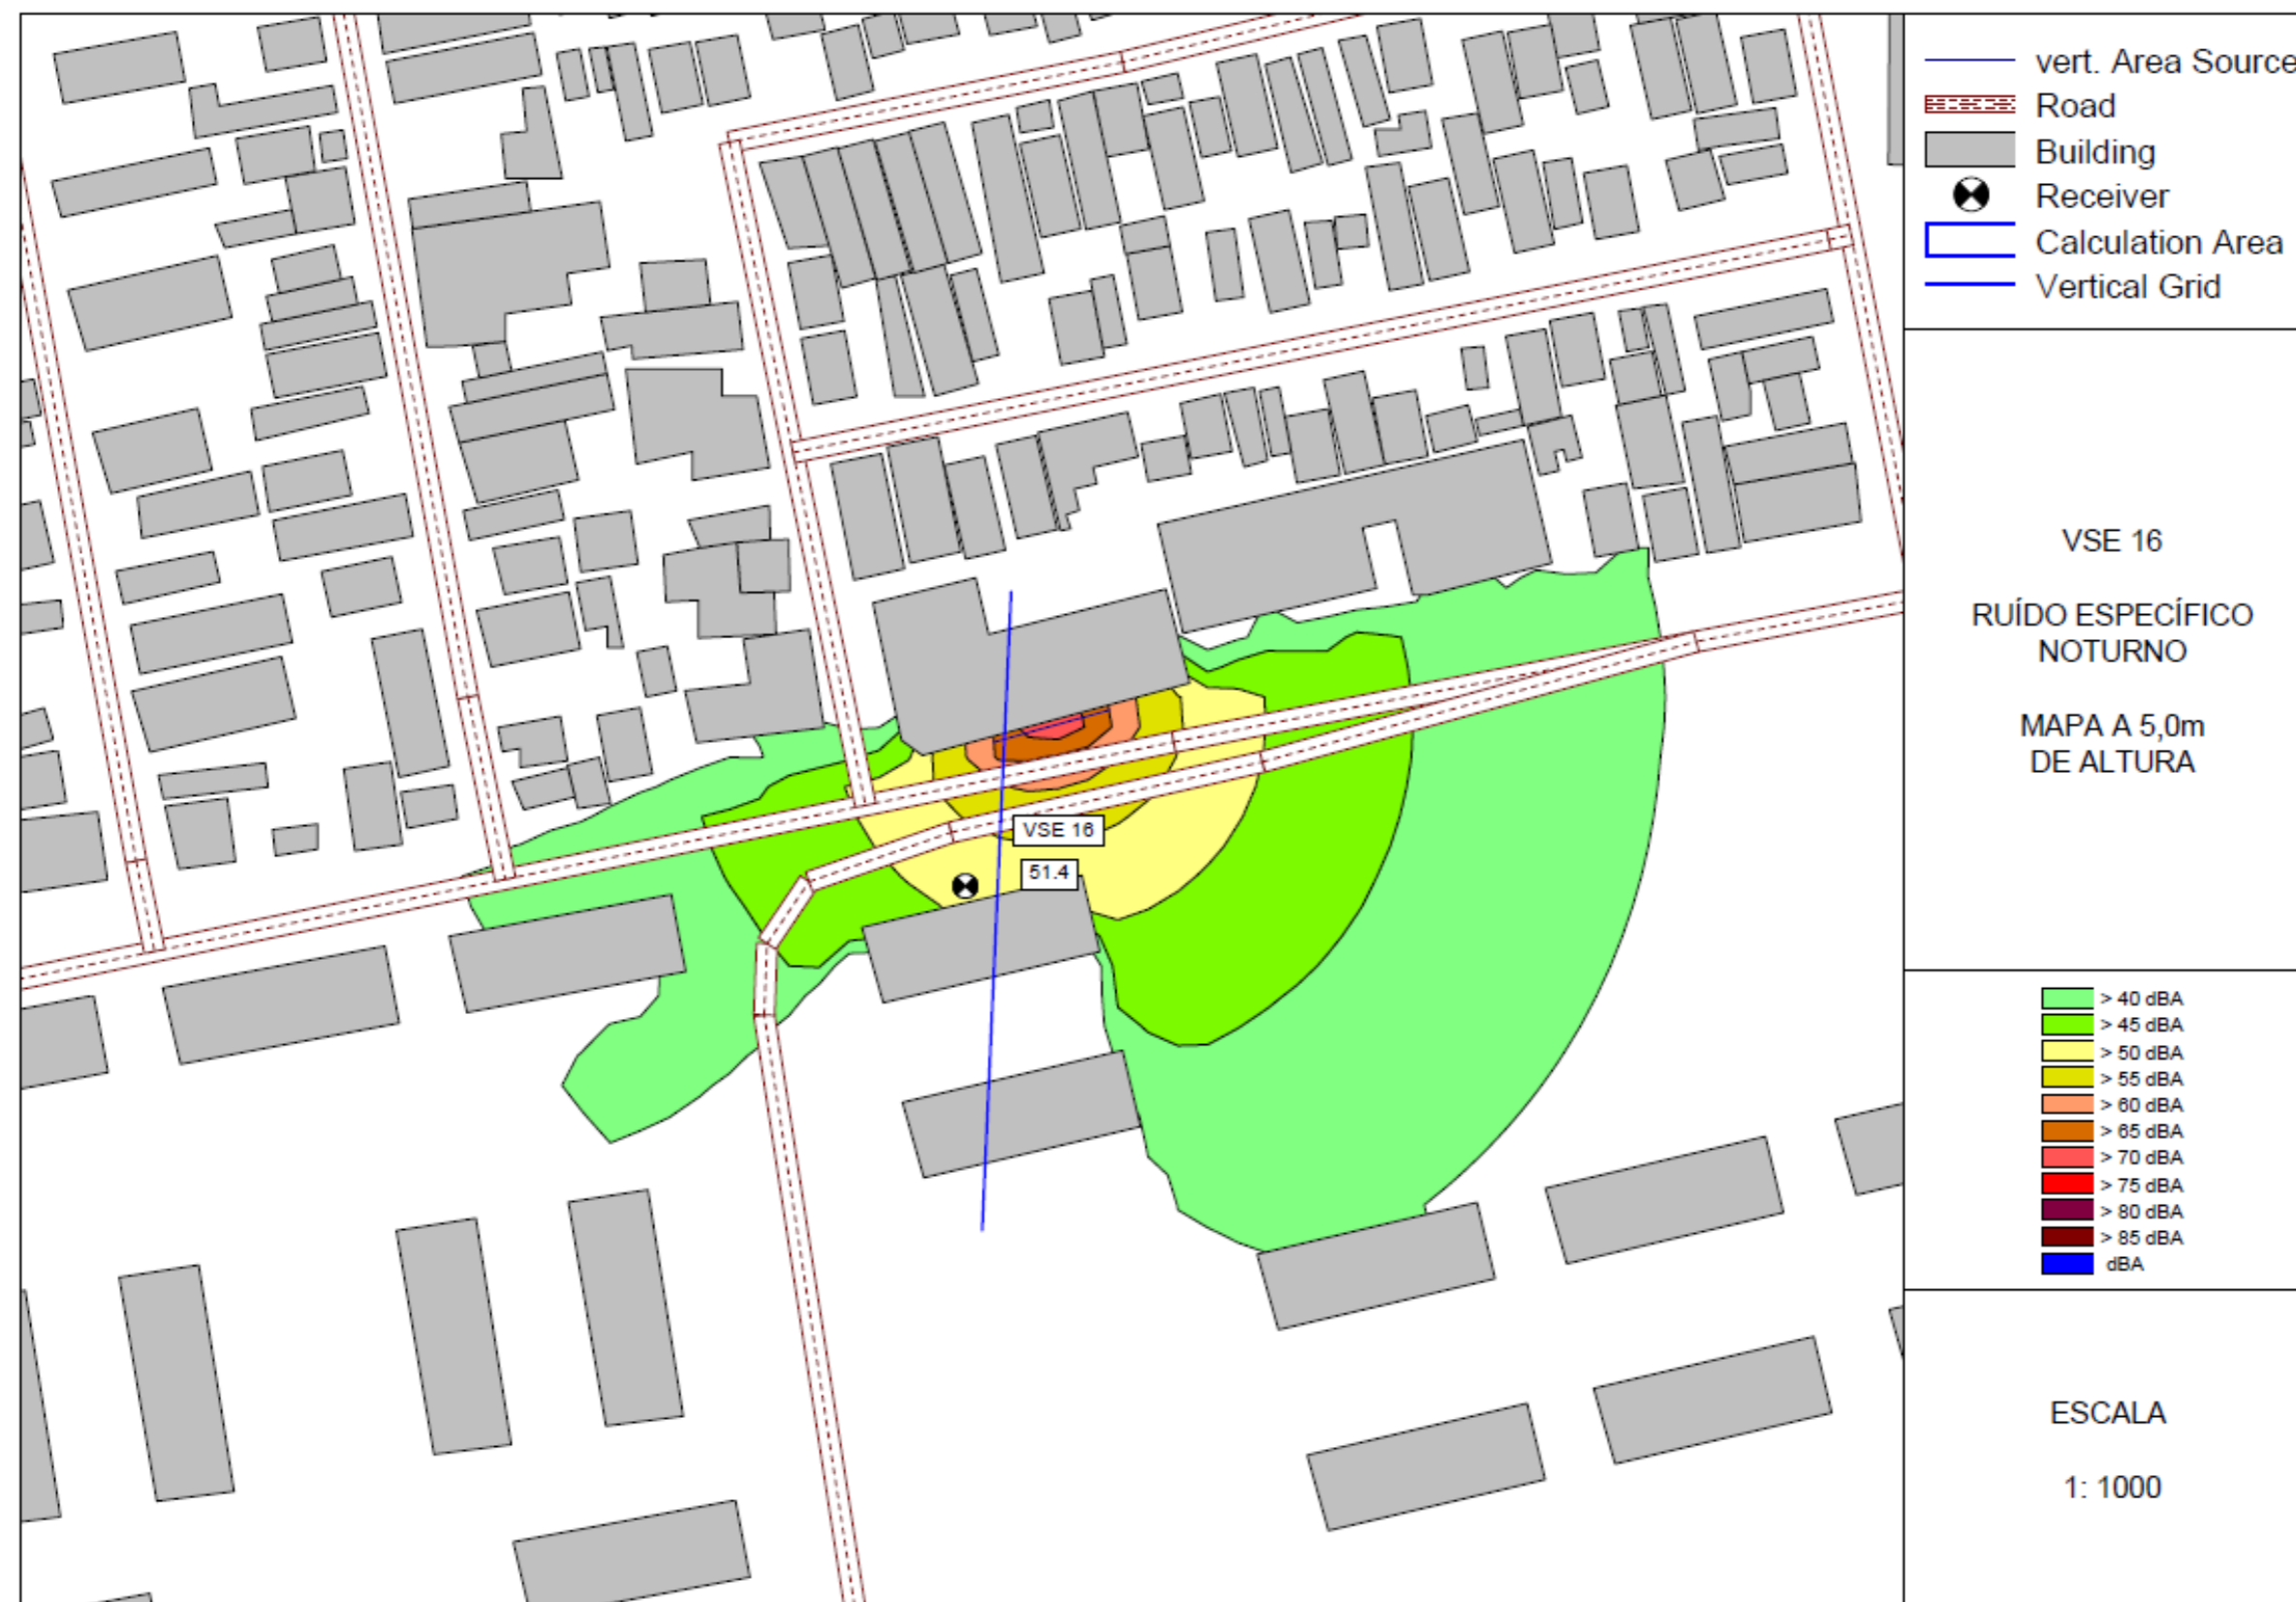 vert. Area Source
Road
Building
Receiver
Calculation Area
Vertical Grid
VSE 16
RUÍDO ESPECÍFICO
NOTURNO
MAPA A 5,0m
DE ALTURA
VSE 16
51.4
> 40 dBA
> 45 dBA
> 50 dBA
> 55 dBA
> 60 dBA
> 65 dBA
> 70 dBA
> 75 dBA
> 80 dBA
> 85 dBA
dBA
ESCALA
1: 1000